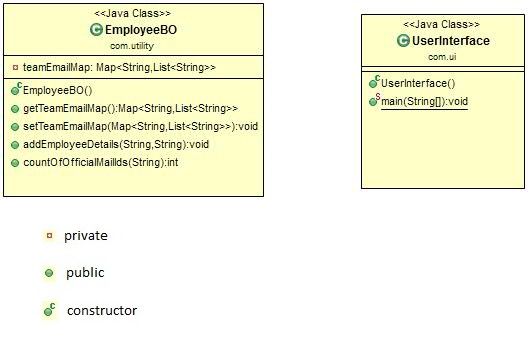 <<Java Class>>
EmployeeBO
com.utility
teamEmailMap: Map<String,List<String>>
EmployeeBO()
getTeamEmailMap():Map<String,List<String>>
setTeamEmailMap(Map<String,List<String>>):void
addEmployeeDetails(String,String):void
countOfOfficialMailIds(String):int
<<Java Class>>
UserInterface
com.ui
UserInterface()
main(String[]):void
private
public
constructor